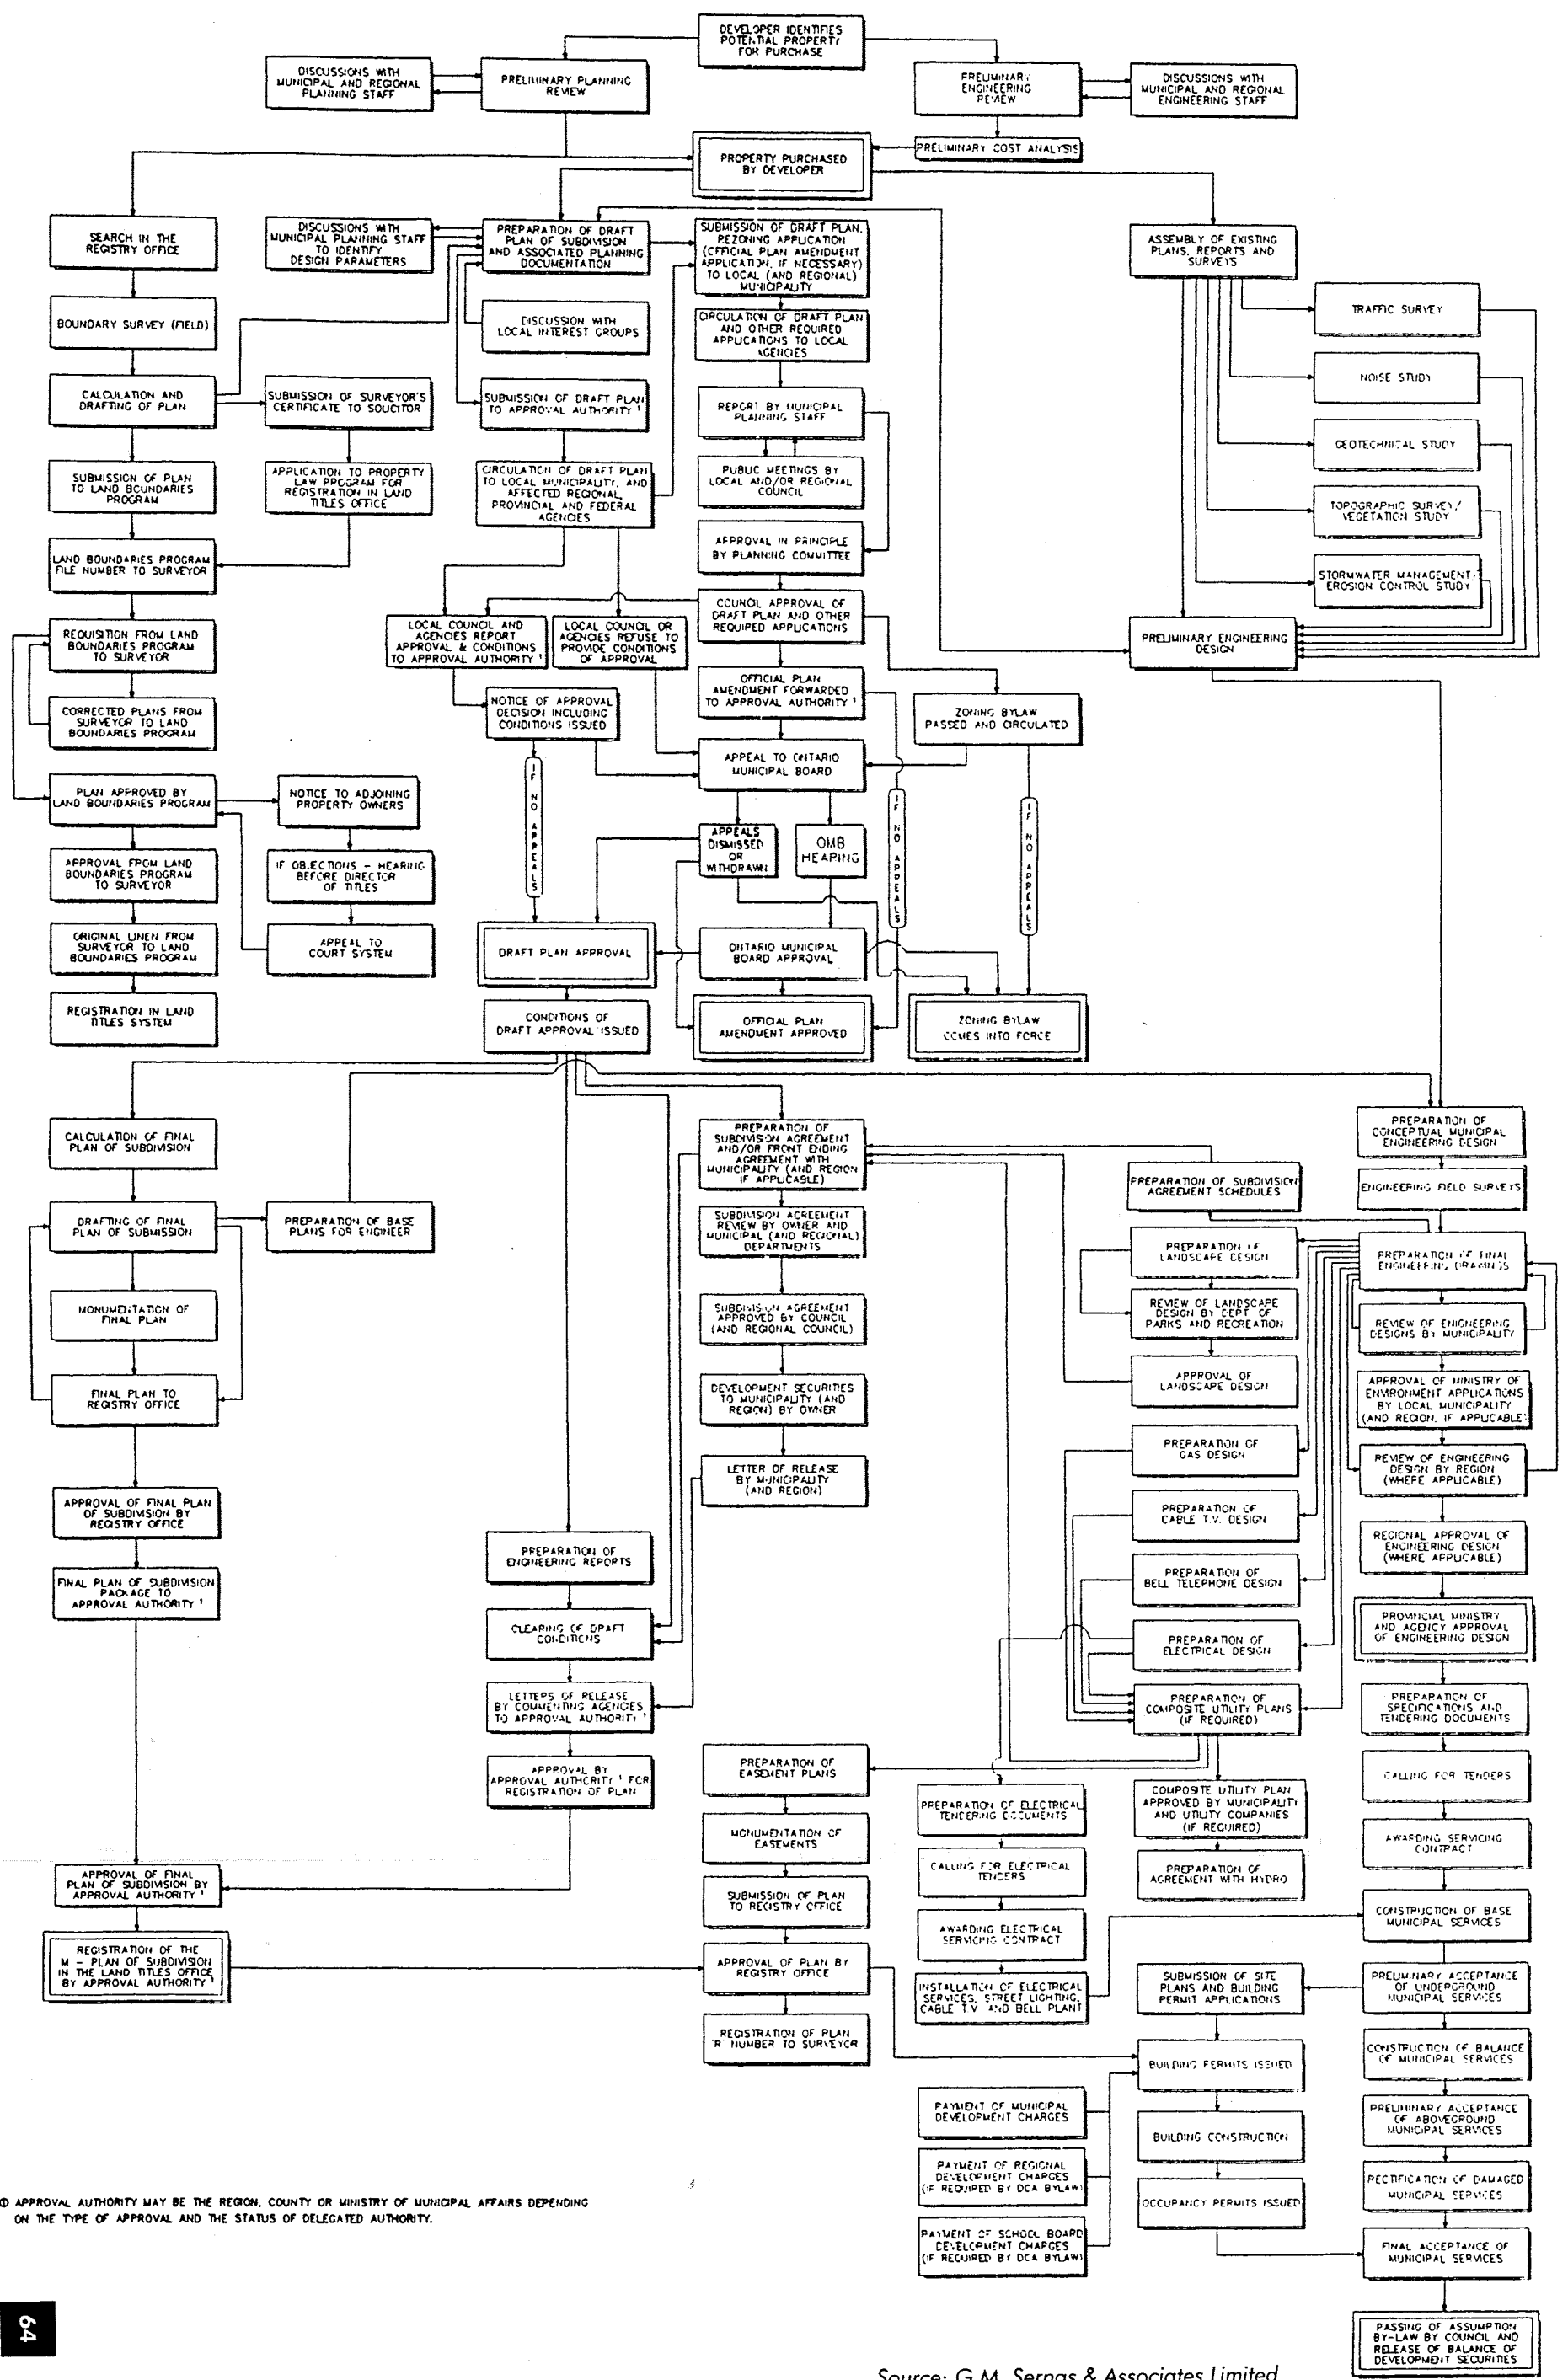 DEVELOPER IDENTIFIES
POTENTIAL PROPERTY
FOR PURCHASE
DISCUSSIONS WITH
MUNICIPAL AND REGIONAL
PLANNING STAFF
PRELIMINARY PLANNING
REVIEW
PRELIMINARY
ENGINEERING
REVIEW
DISCUSSIONS WITH
MUNICIPAL AND REGIONAL
ENGINEERING STAFF
PRELIMINARY COST ANALYSIS
PROPERTY PURCHASED
BY DEVELOPER
SEARCH IN THE
REGISTRY OFFICE
DISCUSSIONS WITH
MUNICIPAL PLANNING STAFF
TO IDENTIFY
DESIGN PARAMETERS
PREPARATION OF DRAFT
PLAN OF SUBDIVISION
AND ASSOCIATED PLANNING
DOCUMENTATION
SUBMISSION OF DRAFT PLAN,
REZONING APPLICATION
(OFFICIAL PLAN AMENDMENT
APPLICATION, IF NECESSARY)
TO LOCAL (AND REGIONAL)
MUNICIPALITY
ASSEMBLY OF EXISTING
PLANS, REPORTS AND
SURVEYS
BOUNDARY SURVEY (FIELD)
DISCUSSION WITH
LOCAL INTEREST GROUPS
CIRCULATION OF DRAFT PLAN
AND OTHER REQUIRED
APPLICATIONS TO LOCAL
AGENCIES
TRAFFIC SURVEY
CALCULATION AND
DRAFTING OF PLAN
SUBMISSION OF SURVEYOR'S
CERTIFICATE TO SOLICITOR
SUBMISSION OF DRAFT PLAN
TO APPROVAL AUTHORITY ¹
REPORT BY MUNICIPAL
PLANNING STAFF
NOISE STUDY
SUBMISSION OF PLAN
TO LAND BOUNDARIES
PROGRAM
APPLICATION TO PROPERTY
LAW PROGRAM FOR
REGISTRATION IN LAND
TITLES OFFICE
CIRCULATION OF DRAFT PLAN
TO LOCAL MUNICIPALITY, AND
AFFECTED REGIONAL,
PROVINCIAL AND FEDERAL
AGENCIES
PUBLIC MEETINGS BY
LOCAL AND/OR REGIONAL
COUNCIL
GEOTECHNICAL STUDY
TOPOGRAPHIC SURVEY/
VEGETATION STUDY
LAND BOUNDARIES PROGRAM
FILE NUMBER TO SURVEYOR
APPROVAL IN PRINCIPLE
BY PLANNING COMMITTEE
STORMWATER MANAGEMENT/
EROSION CONTROL STUDY
REQUISITION FROM LAND
BOUNDARIES PROGRAM
TO SURVEYOR
LOCAL COUNCIL AND
AGENCIES REPORT
APPROVAL & CONDITIONS
TO APPROVAL AUTHORITY ¹
LOCAL COUNCIL OR
AGENCIES REFUSE TO
PROVIDE CONDITIONS
OF APPROVAL
COUNCIL APPROVAL OF
DRAFT PLAN AND OTHER
REQUIRED APPLICATIONS
PRELIMINARY ENGINEERING
DESIGN
CORRECTED PLANS FROM
SURVEYOR TO LAND
BOUNDARIES PROGRAM
NOTICE OF APPROVAL
DECISION INCLUDING
CONDITIONS ISSUED
OFFICIAL PLAN
AMENDMENT FORWARDED
TO APPROVAL AUTHORITY ¹
ZONING BYLAW
PASSED AND CIRCULATED
APPEAL TO ONTARIO
MUNICIPAL BOARD
IF NO APPEALS
IF NO APPEALS
IF NO APPEALS
PLAN APPROVED BY
LAND BOUNDARIES PROGRAM
NOTICE TO ADJOINING
PROPERTY OWNERS
APPEALS
DISMISSED
OR
WITHDRAWN
OMB
HEARING
APPROVAL FROM LAND
BOUNDARIES PROGRAM
TO SURVEYOR
IF OBJECTIONS - HEARING
BEFORE DIRECTOR
OF TITLES
ORIGINAL LINEN FROM
SURVEYOR TO LAND
BOUNDARIES PROGRAM
APPEAL TO
COURT SYSTEM
DRAFT PLAN APPROVAL
ONTARIO MUNICIPAL
BOARD APPROVAL
REGISTRATION IN LAND
TITLES SYSTEM
CONDITIONS OF
DRAFT APPROVAL ISSUED
OFFICIAL PLAN
AMENDMENT APPROVED
ZONING BYLAW
COMES INTO FORCE
CALCULATION OF FINAL
PLAN OF SUBDIVISION
PREPARATION OF
SUBDIVISION AGREEMENT
AND/OR FRONT ENDING
AGREEMENT WITH
MUNICIPALITY (AND REGION
IF APPLICABLE)
PREPARATION OF
CONCEPTUAL MUNICIPAL
ENGINEERING DESIGN
PREPARATION OF SUBDIVISION
AGREEMENT SCHEDULES
ENGINEERING FIELD SURVEYS
DRAFTING OF FINAL
PLAN OF SUBMISSION
PREPARATION OF BASE
PLANS FOR ENGINEER
SUBDIVISION AGREEMENT
REVIEW BY OWNER AND
MUNICIPAL (AND REGIONAL)
DEPARTMENTS
PREPARATION OF
LANDSCAPE DESIGN
PREPARATION OF FINAL
ENGINEERING DRAWINGS
MONUMENTATION OF
FINAL PLAN
SUBDIVISION AGREEMENT
APPROVED BY COUNCIL
(AND REGIONAL COUNCIL)
REVIEW OF LANDSCAPE
DESIGN BY DEPT. OF
PARKS AND RECREATION
REVIEW OF ENGINEERING
DESIGNS BY MUNICIPALITY
FINAL PLAN TO
REGISTRY OFFICE
DEVELOPMENT SECURITIES
TO MUNICIPALITY (AND
REGION) BY OWNER
APPROVAL OF
LANDSCAPE DESIGN
APPROVAL OF MINISTRY OF
ENVIRONMENT APPLICATIONS
BY LOCAL MUNICIPALITY
(AND REGION, IF APPLICABLE)
LETTER OF RELEASE
BY MUNICIPALITY
(AND REGION)
PREPARATION OF
GAS DESIGN
REVIEW OF ENGINEERING
DESIGN BY REGION
(WHERE APPLICABLE)
APPROVAL OF FINAL PLAN
OF SUBDIVISION BY
REGISTRY OFFICE
PREPARATION OF
CABLE T.V. DESIGN
REGIONAL APPROVAL OF
ENGINEERING DESIGN
(WHERE APPLICABLE)
PREPARATION OF
ENGINEERING REPORTS
FINAL PLAN OF SUBDIVISION
PACKAGE TO
APPROVAL AUTHORITY ¹
PREPARATION OF
BELL TELEPHONE DESIGN
CLEARING OF DRAFT
CONDITIONS
PREPARATION OF
ELECTRICAL DESIGN
PROVINCIAL MINISTRY
AND AGENCY APPROVAL
OF ENGINEERING DESIGN
LETTERS OF RELEASE
BY COMMENTING AGENCIES
TO APPROVAL AUTHORITY ¹
PREPARATION OF
COMPOSITE UTILITY PLANS
(IF REQUIRED)
PREPARATION OF
SPECIFICATIONS AND
TENDERING DOCUMENTS
APPROVAL BY
APPROVAL AUTHORITY ¹ FOR
REGISTRATION OF PLAN
PREPARATION OF
EASEMENT PLANS
PREPARATION OF ELECTRICAL
TENDERING DOCUMENTS
COMPOSITE UTILITY PLAN
APPROVED BY MUNICIPALITY
AND UTILITY COMPANIES
(IF REQUIRED)
CALLING FOR TENDERS
MONUMENTATION OF
EASEMENTS
CALLING FOR ELECTRICAL
TENDERS
PREPARATION OF
AGREEMENT WITH HYDRO
AWARDING SERVICING
CONTRACT
APPROVAL OF FINAL
PLAN OF SUBDIVISION BY
APPROVAL AUTHORITY ¹
SUBMISSION OF PLAN
TO REGISTRY OFFICE
AWARDING ELECTRICAL
SERVICING CONTRACT
CONSTRUCTION OF BASE
MUNICIPAL SERVICES
REGISTRATION OF THE
M - PLAN OF SUBDIVISION
IN THE LAND TITLES OFFICE
BY APPROVAL AUTHORITY ¹
APPROVAL OF PLAN BY
REGISTRY OFFICE
INSTALLATION OF ELECTRICAL
SERVICES, STREET LIGHTING,
CABLE T.V. AND BELL PLANT
SUBMISSION OF SITE
PLANS AND BUILDING
PERMIT APPLICATIONS
PRELIMINARY ACCEPTANCE
OF UNDERGROUND
MUNICIPAL SERVICES
REGISTRATION OF PLAN
'R' NUMBER TO SURVEYOR
BUILDING PERMITS ISSUED
CONSTRUCTION OF BALANCE
OF MUNICIPAL SERVICES
PAYMENT OF MUNICIPAL
DEVELOPMENT CHARGES
BUILDING CONSTRUCTION
PRELIMINARY ACCEPTANCE
OF ABOVEGROUND
MUNICIPAL SERVICES
PAYMENT OF REGIONAL
DEVELOPMENT CHARGES
(IF REQUIRED BY DCA BYLAW)
OCCUPANCY PERMITS ISSUED
RECTIFICATION OF DAMAGED
MUNICIPAL SERVICES
PAYMENT OF SCHOOL BOARD
DEVELOPMENT CHARGES
(IF REQUIRED BY DCA BYLAW)
FINAL ACCEPTANCE OF
MUNICIPAL SERVICES
PASSING OF ASSUMPTION
BY-LAW BY COUNCIL AND
RELEASE OF BALANCE OF
DEVELOPMENT SECURITIES
① APPROVAL AUTHORITY MAY BE THE REGION, COUNTY OR MINISTRY OF MUNICIPAL AFFAIRS DEPENDING
ON THE TYPE OF APPROVAL AND THE STATUS OF DELEGATED AUTHORITY.
64
Source: G.M. Sernas & Associates Limited